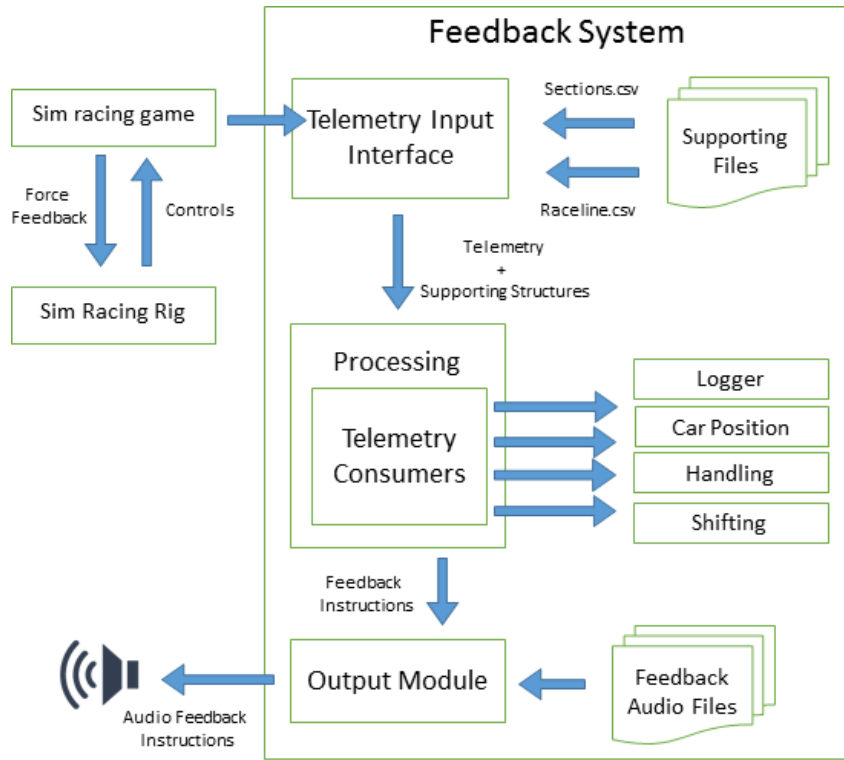 Feedback System
Sim racing game
Force
Feedback
Controls
Sim Racing Rig
Telemetry Input
Interface
Sections.csv
Raceline.csv
Supporting
Files
Telemetry
+
Supporting Structures
Processing
Telemetry
Consumers
Logger
Car Position
Handling
Shifting
Feedback
Instructions
Output Module
Feedback
Audio Files
Audio Feedback
Instructions